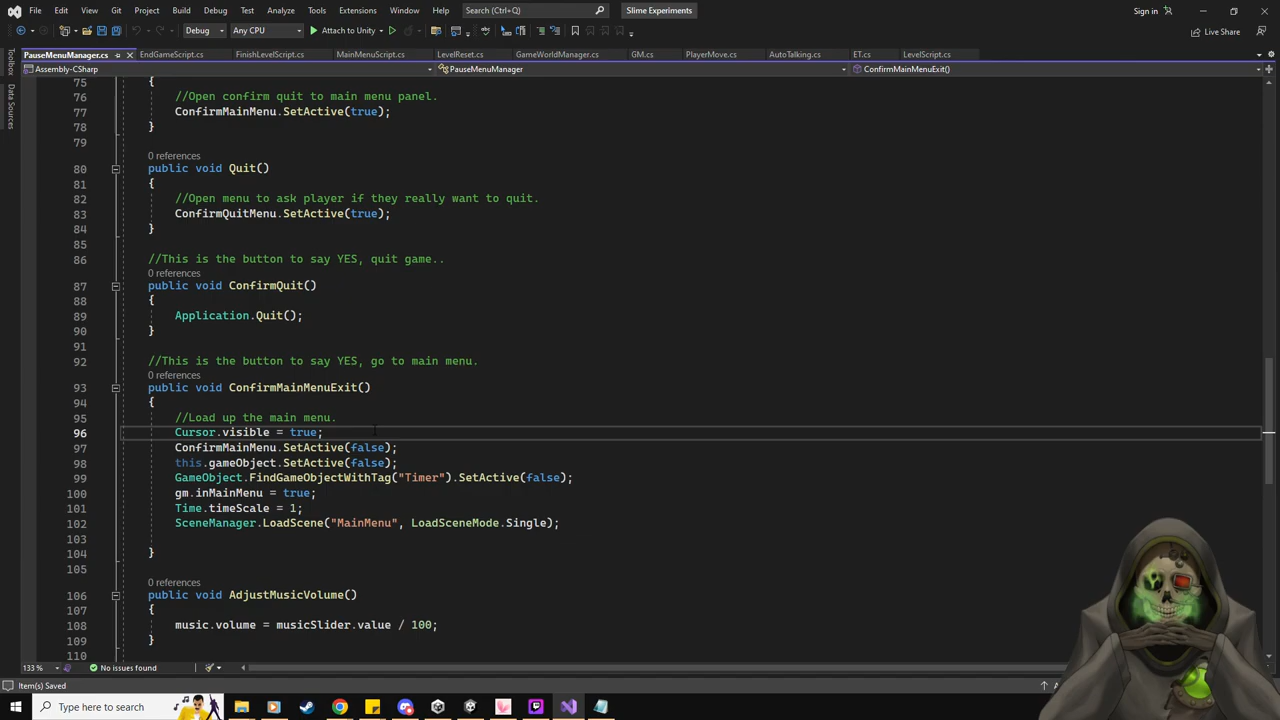 File Edit View Git Project Build Debug Test Analyze Tools Extensions Window Help Search (Ctrl+Q) Slime Experiments Sign in
Debug Any CPU Attach to Unity Live Share
PauseMenuManager.cs EndGameScript.cs FinishLevelScript.cs MainMenuScript.cs LevelReset.cs GameWorldManager.cs GM.cs PlayerMove.cs AutoTalking.cs ET.cs LevelScript.cs
Toolbox
Data Sources
Assembly-CSharp PauseMenuManager ConfirmMainMenuExit()
75 {
76 //Open confirm quit to main menu panel.
77 ConfirmMainMenu.SetActive(true);
78 }
79
0 references
80 public void Quit()
81 {
82 //Open menu to ask player if they really want to quit.
83 ConfirmQuitMenu.SetActive(true);
84 }
85
86 //This is the button to say YES, quit game..
0 references
87 public void ConfirmQuit()
88 {
89 Application.Quit();
90 }
91
92 //This is the button to say YES, go to main menu.
0 references
93 public void ConfirmMainMenuExit()
94 {
95 //Load up the main menu.
96 Cursor.visible = true;
97 ConfirmMainMenu.SetActive(false);
98 this.gameObject.SetActive(false);
99 GameObject.FindGameObjectWithTag("Timer").SetActive(false);
100 gm.inMainMenu = true;
101 Time.timeScale = 1;
102 SceneManager.LoadScene("MainMenu", LoadSceneMode.Single);
103
104 }
105
0 references
106 public void AdjustMusicVolume()
107 {
108 music.volume = musicSlider.value / 100;
109 }
110
133 % No issues found
Item(s) Saved
Type here to search